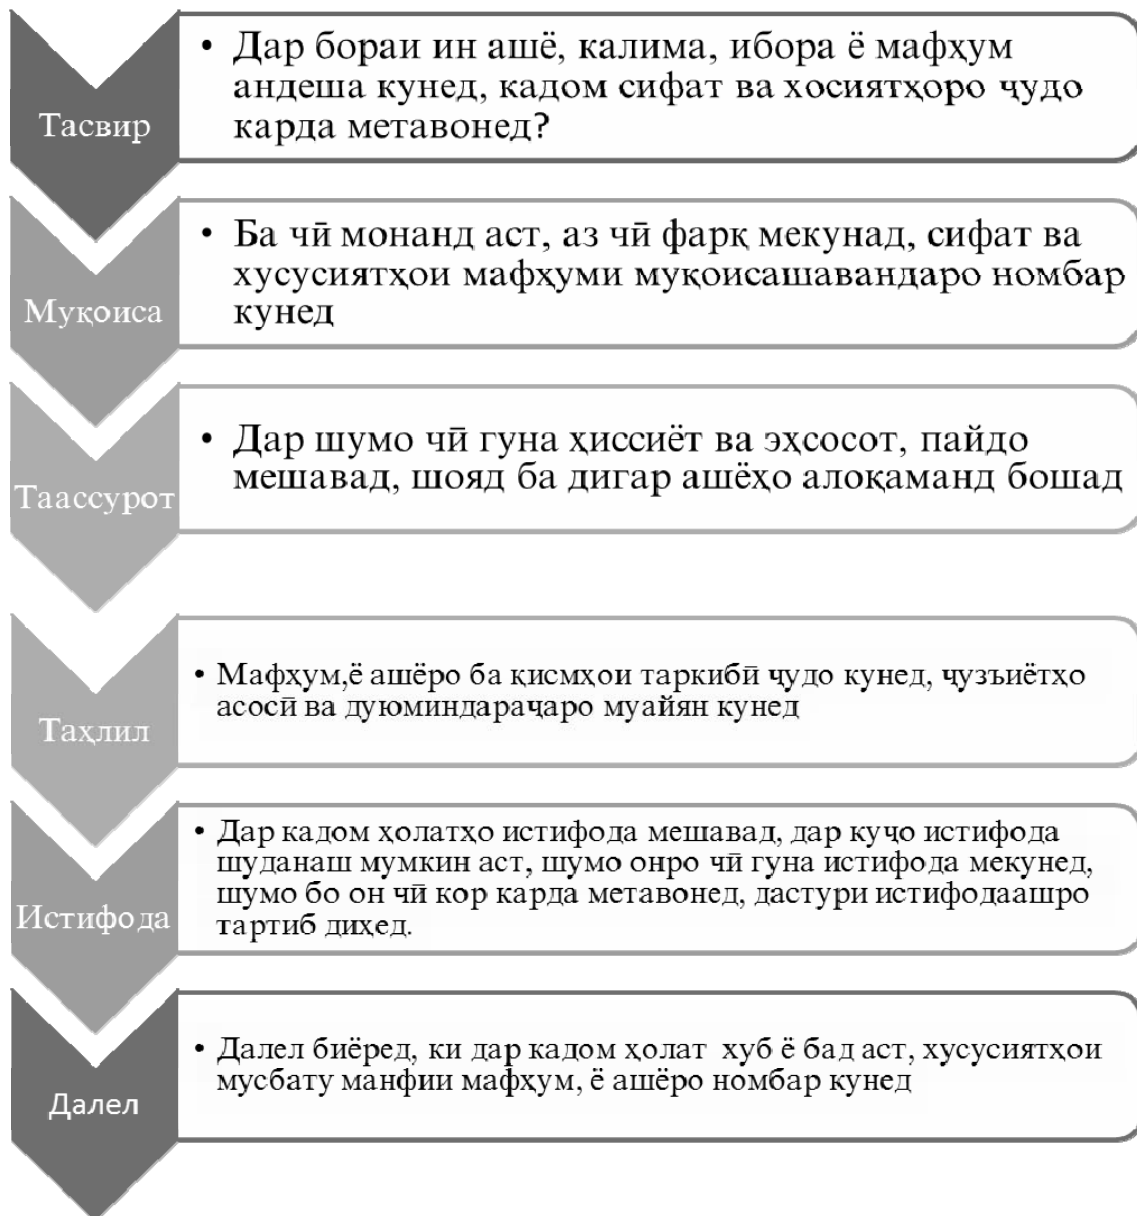 Тасвир
• Дар бораи ин ашё, калима, ибора ё мафҳум
андеша кунед, кадом сифат ва хосиятҳоро ҷудо
карда метавонед?
Муқоиса
• Ба чӣ монанд аст, аз чӣ фарқ мекунад, сифат ва
хусусиятҳои мафҳуми муқоисашавандаро номбар
кунед
Таассурот
• Дар шумо чӣ гуна ҳиссиёт ва эҳсосот, пайдо
мешавад, шояд ба дигар ашёҳо алоқаманд бошад
Таҳлил
• Мафҳум,ё ашёро ба қисмҳои таркибӣ ҷудо кунед, ҷузъиётҳо
асосӣ ва дуюминдараҷаро муайян кунед
Истифода
• Дар кадом ҳолатҳо истифода мешавад, дар куҷо истифода
шуданаш мумкин аст, шумо онро чӣ гуна истифода мекунед,
шумо бо он чӣ кор карда метавонед, дастури истифодаашро
тартиб диҳед.
Далел
• Далел биёред, ки дар кадом ҳолат хуб ё бад аст, хусусиятҳои
мусбату манфии мафҳум, ё ашёро номбар кунед